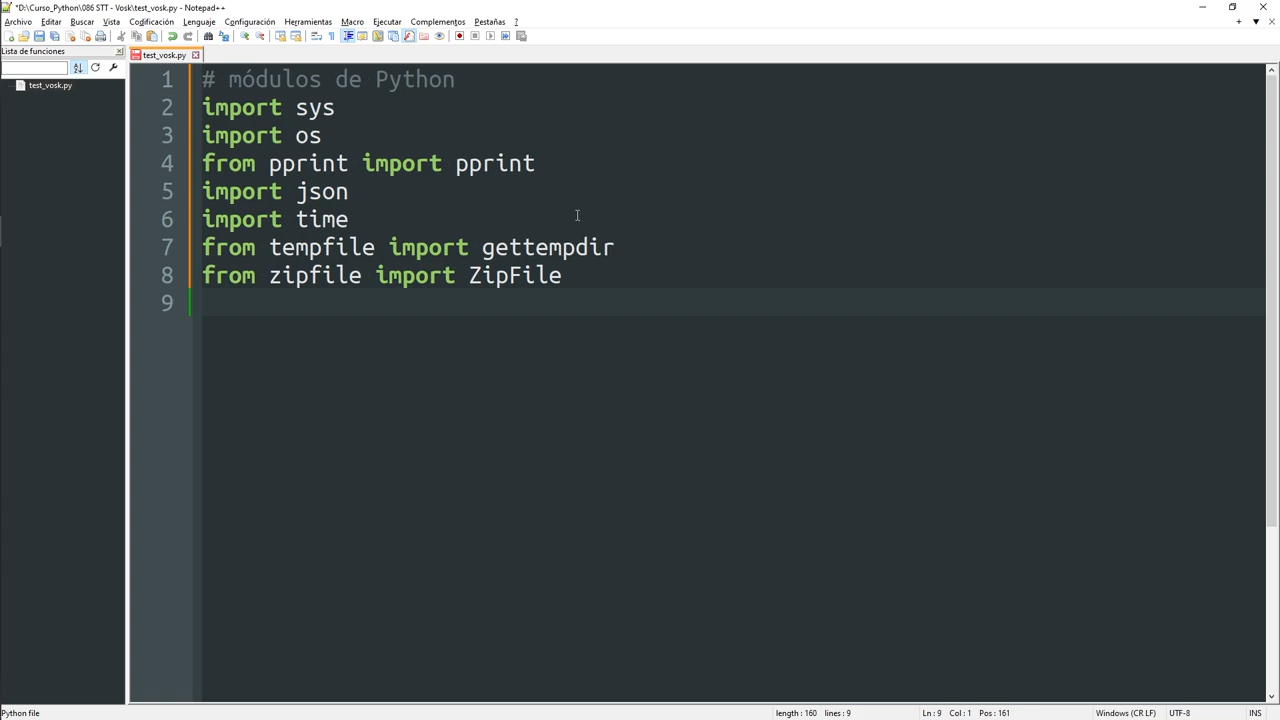 *D:\Curso_Python\086 STT - Vosk\test_vosk.py - Notepad++
Archivo Editar Buscar Vista Codificación Lenguaje Configuración Herramientas Macro Ejecutar Complementos Pestañas ?
Lista de funciones
test_vosk.py
test_vosk.py
1 # módulos de Python
2 import sys
3 import os
4 from pprint import pprint
5 import json
6 import time
7 from tempfile import gettempdir
8 from zipfile import ZipFile
9
Python file length : 160 lines : 9 Ln : 9 Col : 1 Pos : 161 Windows (CR LF) UTF-8 INS